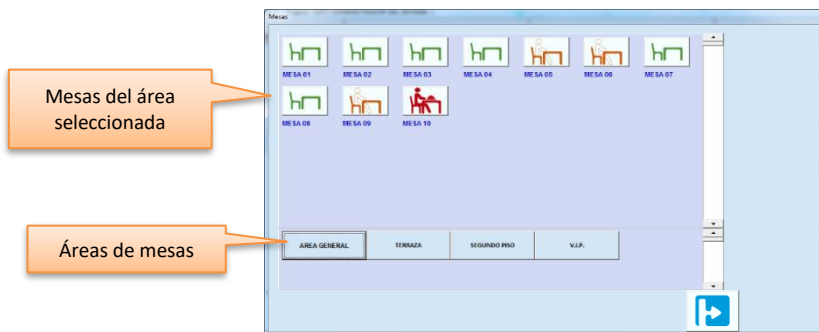 Mesas
MESA 01 MESA 02 MESA 03 MESA 04 MESA 05 MESA 06 MESA 07
Mesas del área
seleccionada
MESA 08 MESA 09 MESA 10
Áreas de mesas
AREA GENERAL TERRAZA SEGUNDO PISO V.I.P.